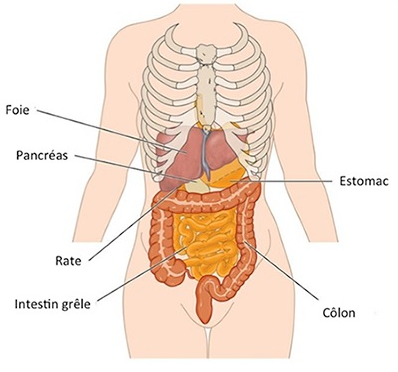 Foie
Pancréas
Estomac
Rate
Intestin grêle
Côlon